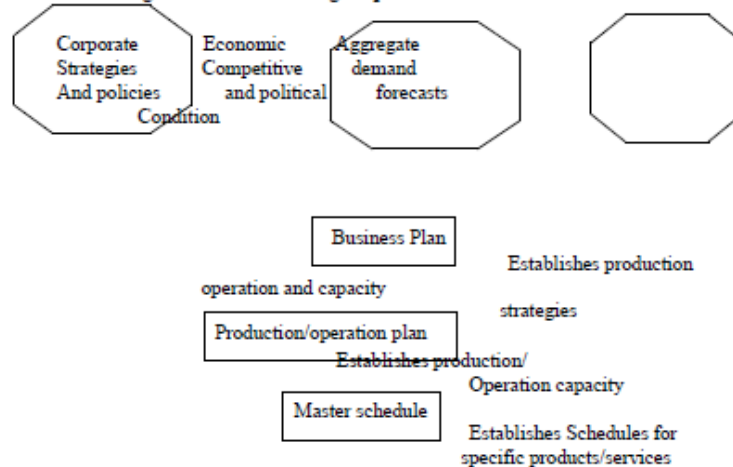 Corporate Economic Aggregate
Strategies Competitive demand
And policies and political forecasts
Condition
Business Plan
Establishes production
operation and capacity
strategies
Production/operation plan
Establishes production/
Operation capacity
Master schedule
Establishes Schedules for
specific products/services